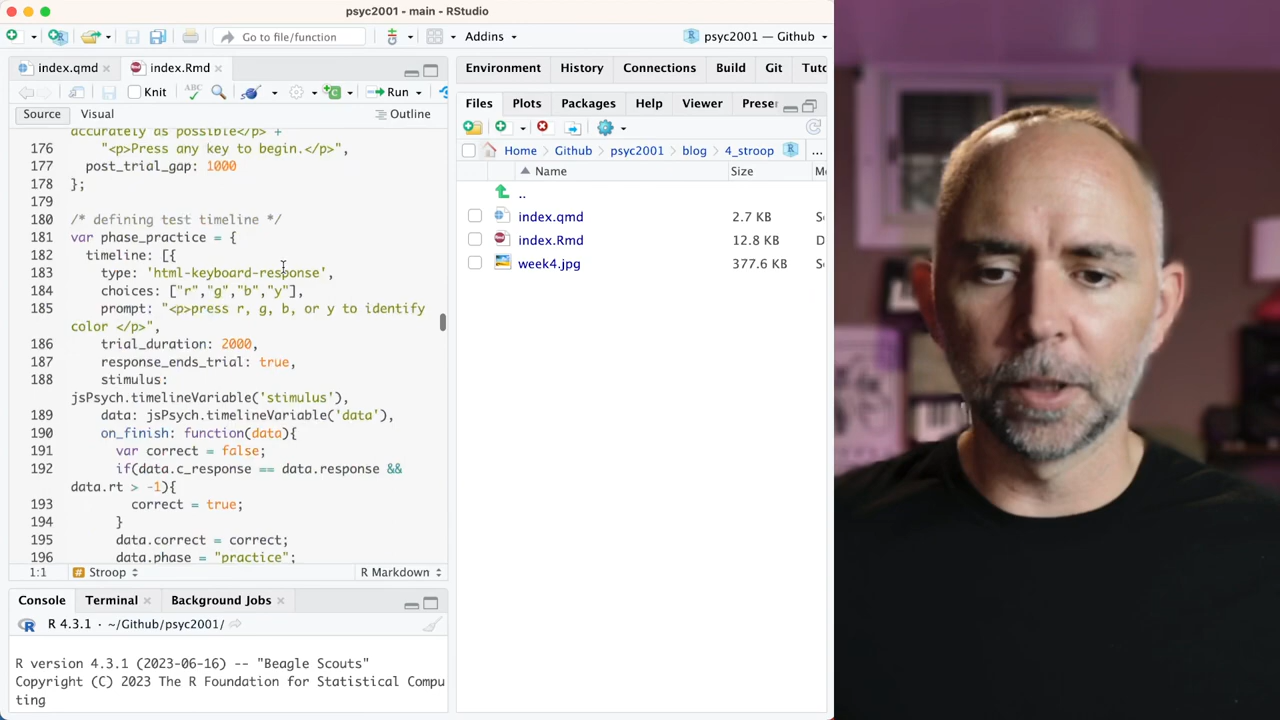 psyc2001 - main - RStudio
Go to file/function
Addins
psyc2001 — Github
index.qmd
index.Rmd
Knit
ABC
Run
Source
Visual
Outline
accurately as possible</p> +
176 "<p>Press any key to begin.</p>",
177 post_trial_gap: 1000
178 };
179
180 /* defining test timeline */
181 var phase_practice = {
182 timeline: [{
183 type: 'html-keyboard-response',
184 choices: ["r","g","b","y"],
185 prompt: "<p>press r, g, b, or y to identify
color </p>",
186 trial_duration: 2000,
187 response_ends_trial: true,
188 stimulus:
jsPsych.timelineVariable('stimulus'),
189 data: jsPsych.timelineVariable('data'),
190 on_finish: function(data){
191 var correct = false;
192 if(data.c_response == data.response &&
data.rt > -1){
193 correct = true;
194 }
195 data.correct = correct;
196 data.phase = "practice";
1:1
Stroop
R Markdown
Console
Terminal
Background Jobs
R 4.3.1 · ~/Github/psyc2001/
R version 4.3.1 (2023-06-16) -- "Beagle Scouts"
Copyright (C) 2023 The R Foundation for Statistical Compu
ting
Environment
History
Connections
Build
Git
Tuto
Files
Plots
Packages
Help
Viewer
Prese
Home
Github
psyc2001
blog
4_stroop
...
Name
Size
M
..
index.qmd 2.7 KB S
index.Rmd 12.8 KB D
week4.jpg 377.6 KB S